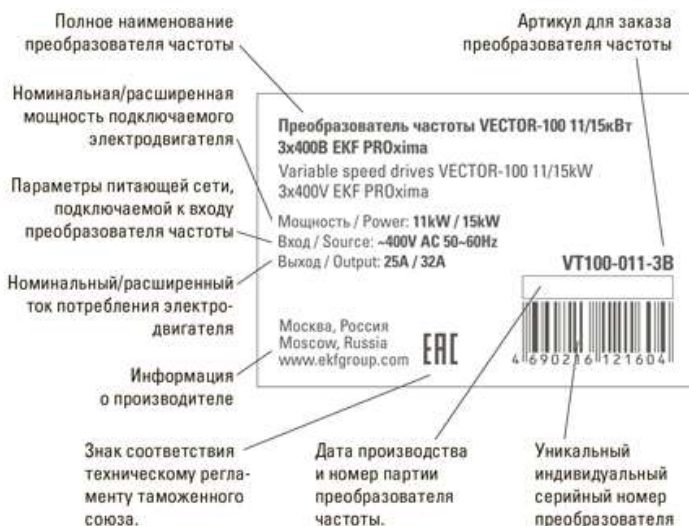 Полное наименование
преобразователя частоты
Артикул для заказа
преобразователя частоты
Номинальная/расширенная
мощность подключаемого
электродвигателя
Параметры питающей сети,
подключаемой к входу
преобразователя частоты
Номинальный/расширенный
ток потребления электро-
двигателя
Информация
о производителе
Преобразователь частоты VECTOR-100 11/15кВт
3х400В EKF PROxima
Variable speed drives VECTOR-100 11/15kW
3x400V EKF PROxima
Мощность / Power: 11kW / 15kW
Вход / Source: ~400V AC 50~60Hz
Выход / Output: 25A / 32A
VT100-011-3B
Москва, Россия
Moscow, Russia
www.ekfgroup.com
EAC
4 690216 121604
Знак соответствия
техническому регла-
менту таможенного
союза.
Дата производства
и номер партии
преобразователя
частоты.
Уникальный
индивидуальный
серийный номер
преобразователя